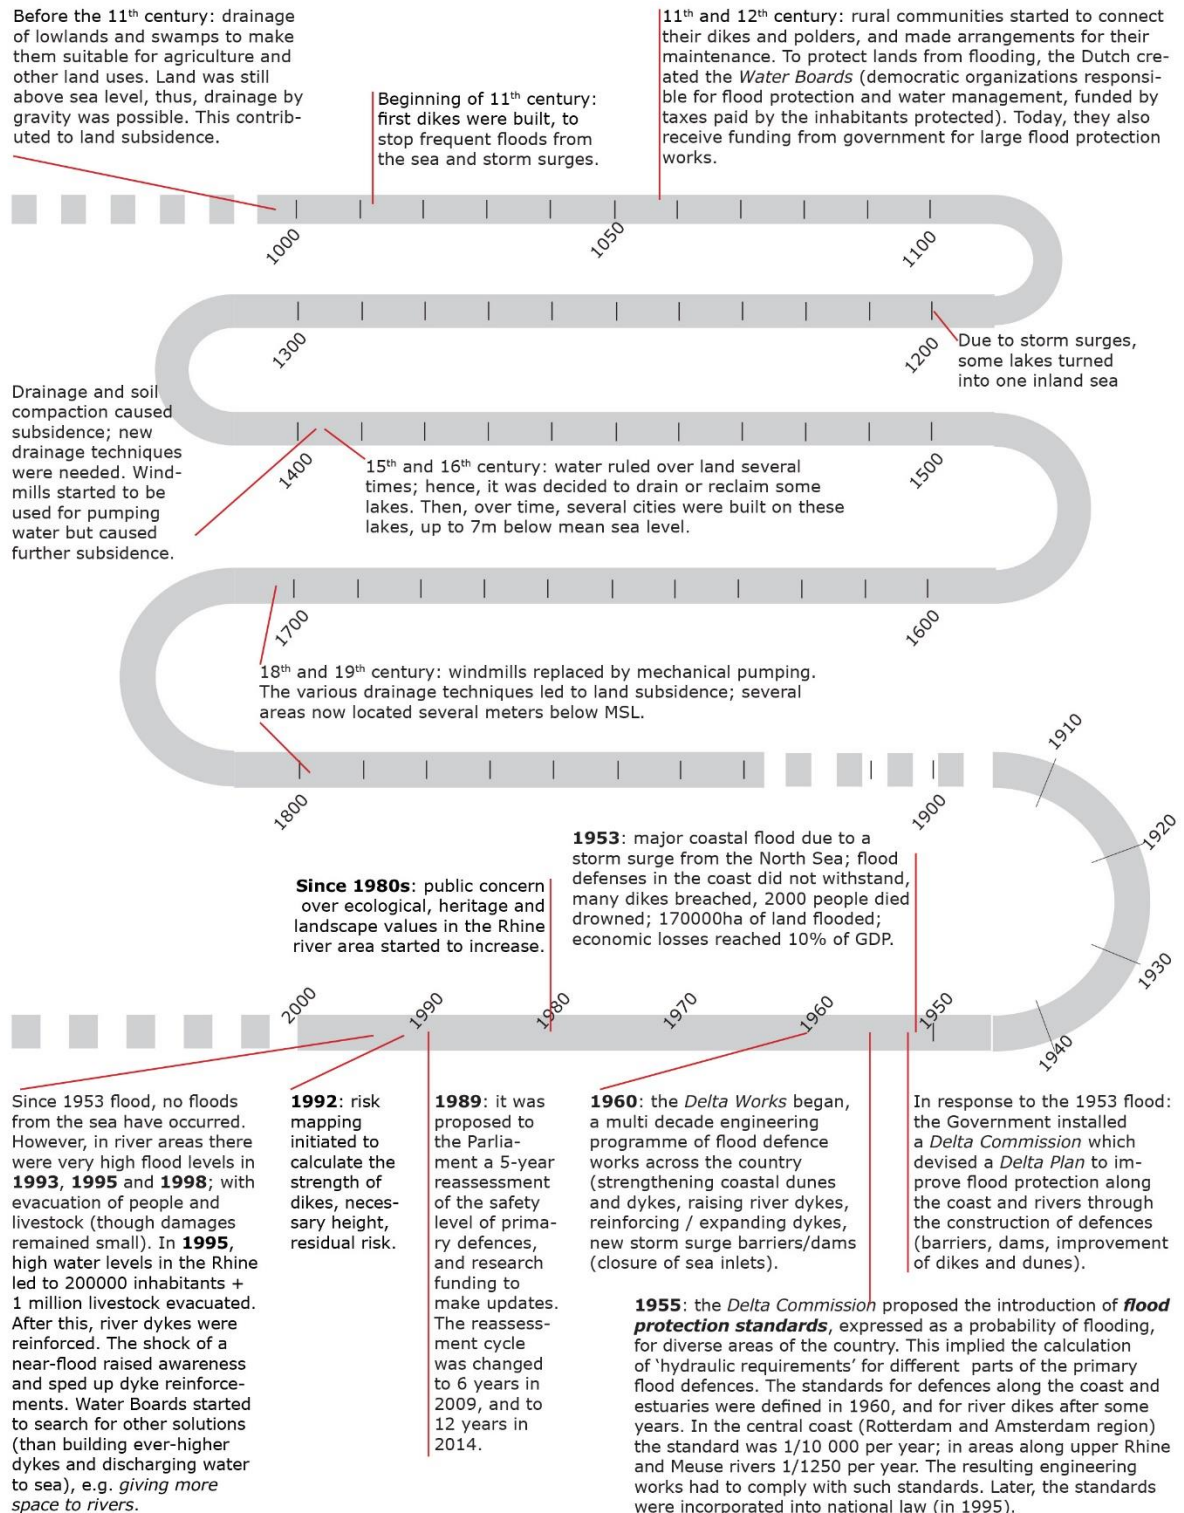 Before the 11th century: drainage
of lowlands and swamps to make
them suitable for agriculture and
other land uses. Land was still
above sea level, thus, drainage by
gravity was possible. This contrib-
uted to land subsidence.
Beginning of 11th century:
first dikes were built, to
stop frequent floods from
the sea and storm surges.
11th and 12th century: rural communities started to connect
their dikes and polders, and made arrangements for their
maintenance. To protect lands from flooding, the Dutch cre-
ated the Water Boards (democratic organizations responsi-
ble for flood protection and water management, funded by
taxes paid by the inhabitants protected). Today, they also
receive funding from government for large flood protection
works.
1000
1050
1100
1300
1200
Due to storm surges,
some lakes turned
into one inland sea
Drainage and soil
compaction caused
subsidence; new
drainage techniques
were needed. Wind-
mills started to be
used for pumping
water but caused
further subsidence.
1400
1500
15th and 16th century: water ruled over land several
times; hence, it was decided to drain or reclaim some
lakes. Then, over time, several cities were built on these
lakes, up to 7m below mean sea level.
1700
1600
18th and 19th century: windmills replaced by mechanical pumping.
The various drainage techniques led to land subsidence; several
areas now located several meters below MSL.
1800
1900
1910
1920
1930
1940
1953: major coastal flood due to a
storm surge from the North Sea; flood
defenses in the coast did not withstand,
many dikes breached, 2000 people died
drowned; 170000ha of land flooded;
economic losses reached 10% of GDP.
Since 1980s: public concern
over ecological, heritage and
landscape values in the Rhine
river area started to increase.
2000
1990
1980
1970
1960
1950
Since 1953 flood, no floods
from the sea have occurred.
However, in river areas there
were very high flood levels in
1993, 1995 and 1998; with
evacuation of people and
livestock (though damages
remained small). In 1995,
high water levels in the Rhine
led to 200000 inhabitants +
1 million livestock evacuated.
After this, river dykes were
reinforced. The shock of a
near-flood raised awareness
and sped up dyke reinforce-
ments. Water Boards started
to search for other solutions
(than building ever-higher
dykes and discharging water
to sea), e.g. giving more
space to rivers.
1992: risk
mapping
initiated to
calculate the
strength of
dikes, neces-
sary height,
residual risk.
1989: it was
proposed to
the Parlia-
ment a 5-year
reassessment
of the safety
level of prima-
ry defences,
and research
funding to
make updates.
The reassess-
ment cycle
was changed
to 6 years in
2009, and to
12 years in
2014.
1960: the Delta Works began,
a multi decade engineering
programme of flood defence
works across the country
(strengthening coastal dunes
and dykes, raising river dykes,
reinforcing / expanding dykes,
new storm surge barriers/dams
(closure of sea inlets).
In response to the 1953 flood:
the Government installed
a Delta Commission which
devised a Delta Plan to im-
prove flood protection along
the coast and rivers through
the construction of defences
(barriers, dams, improvement
of dikes and dunes).
1955: the Delta Commission proposed the introduction of flood
protection standards, expressed as a probability of flooding,
for diverse areas of the country. This implied the calculation
of ‘hydraulic requirements’ for different parts of the primary
flood defences. The standards for defences along the coast and
estuaries were defined in 1960, and for river dikes after some
years. In the central coast (Rotterdam and Amsterdam region)
the standard was 1/10 000 per year; in areas along upper Rhine
and Meuse rivers 1/1250 per year. The resulting engineering
works had to comply with such standards. Later, the standards
were incorporated into national law (in 1995).